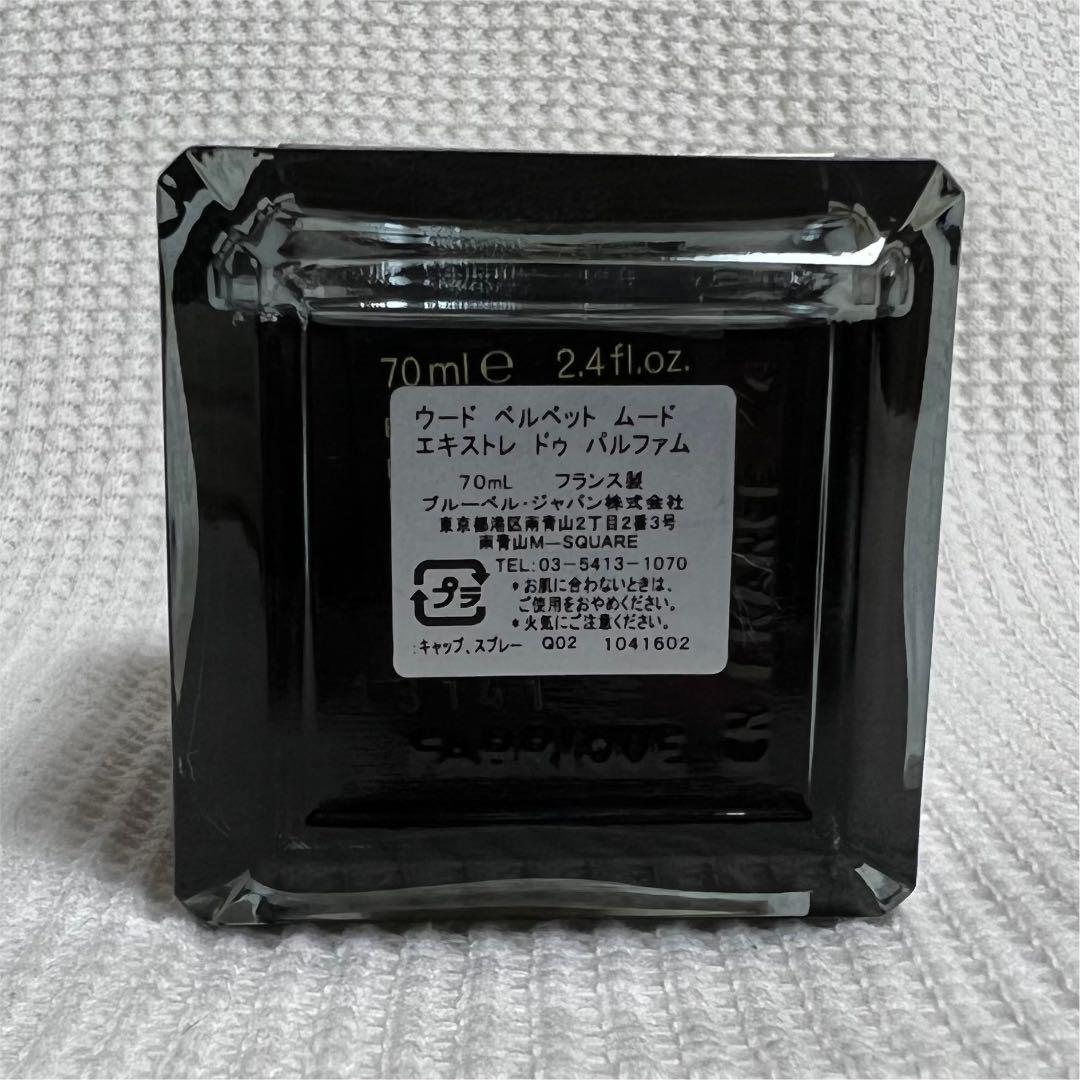 70 ml ℮ 2.4 fl.oz.
ウード ベルベット ムード
エキストレ ドゥ パルファム
70mL フランス製
ブルーベル・ジャパン株式会社
東京都港区南青山2丁目2番3号
南青山M—SQUARE
TEL:03-5413-1070
プラ
*お肌に合わないときは、
ご使用をおやめください。
*火気にご注意ください。
:キャップ、スプレー Q02 1041602